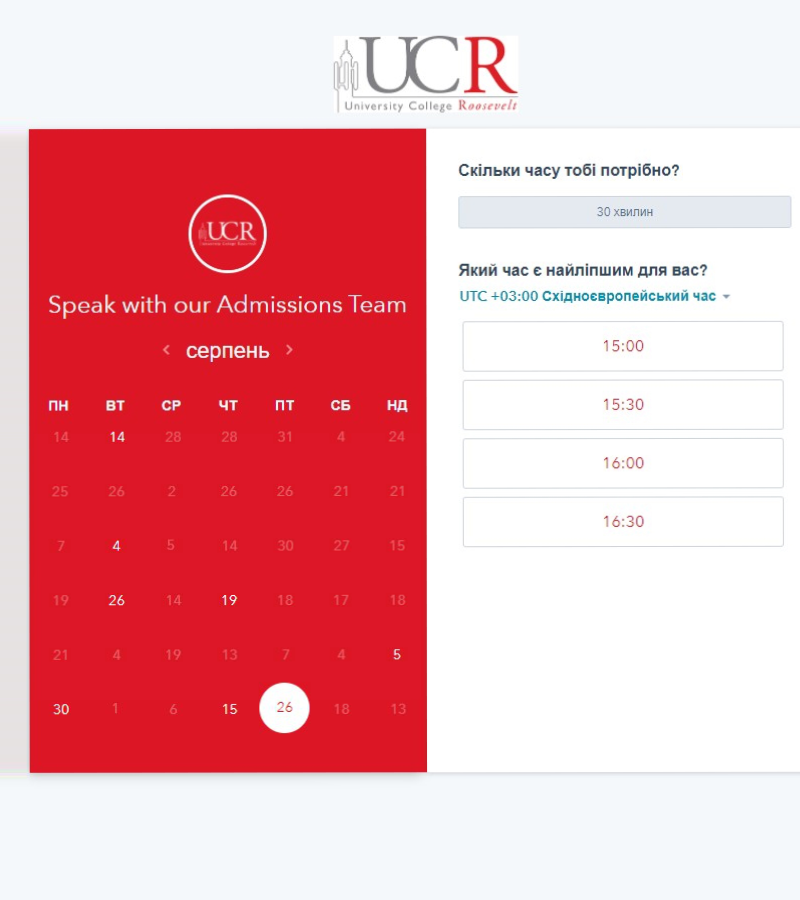 UCR
University College Roosevelt
UCR
Speak with our Admissions Team
серпень
ПН ВТ СР ЧТ ПТ СБ НД
14 14 28 28 31 4 24
25 26 2 26 26 21 21
7 4 5 14 30 27 15
19 26 14 19 18 17 18
21 4 19 13 7 4 5
30 1 6 15 26 18 13
Скільки часу тобі потрібно?
30 хвилин
Який час є найліпшим для вас?
UTC +03:00 Східноєвропейський час
15:00
15:30
16:00
16:30